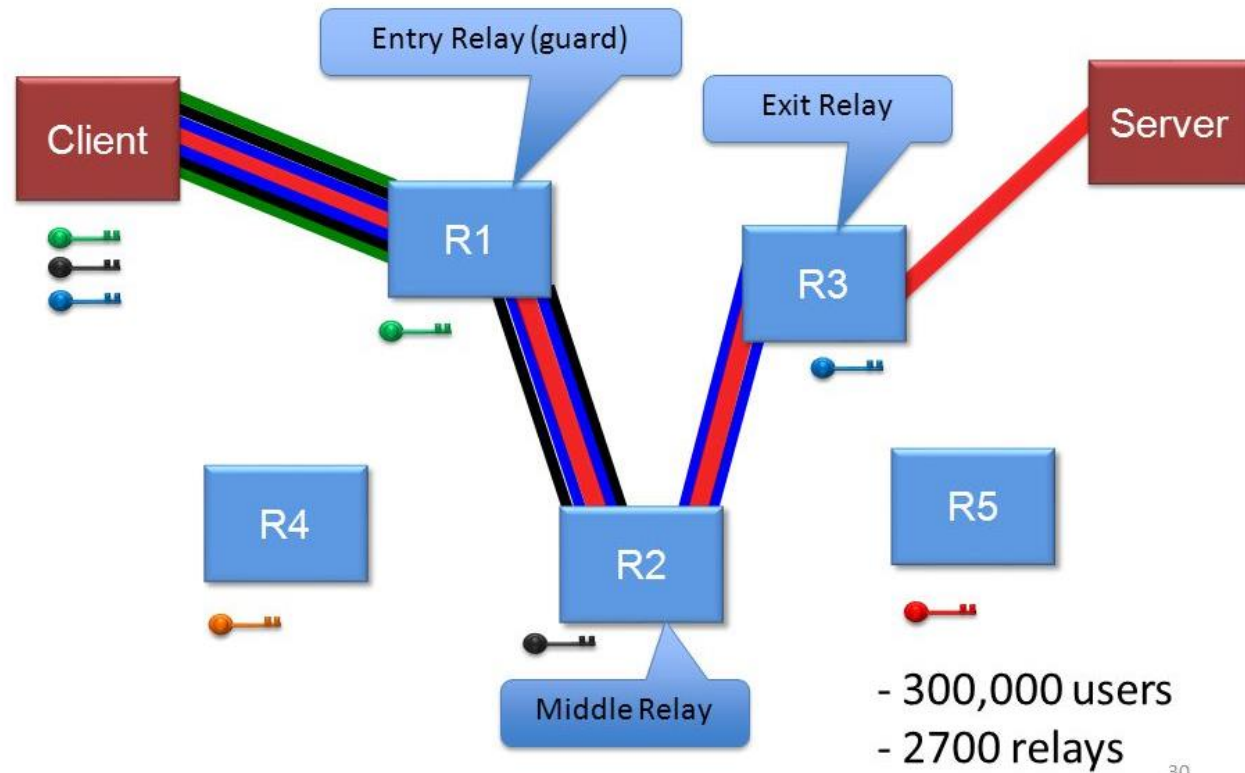 Entry Relay (guard)
Client
Exit Relay
Server
R1
R3
R4
R2
R5
Middle Relay
- 300,000 users
- 2700 relays
30